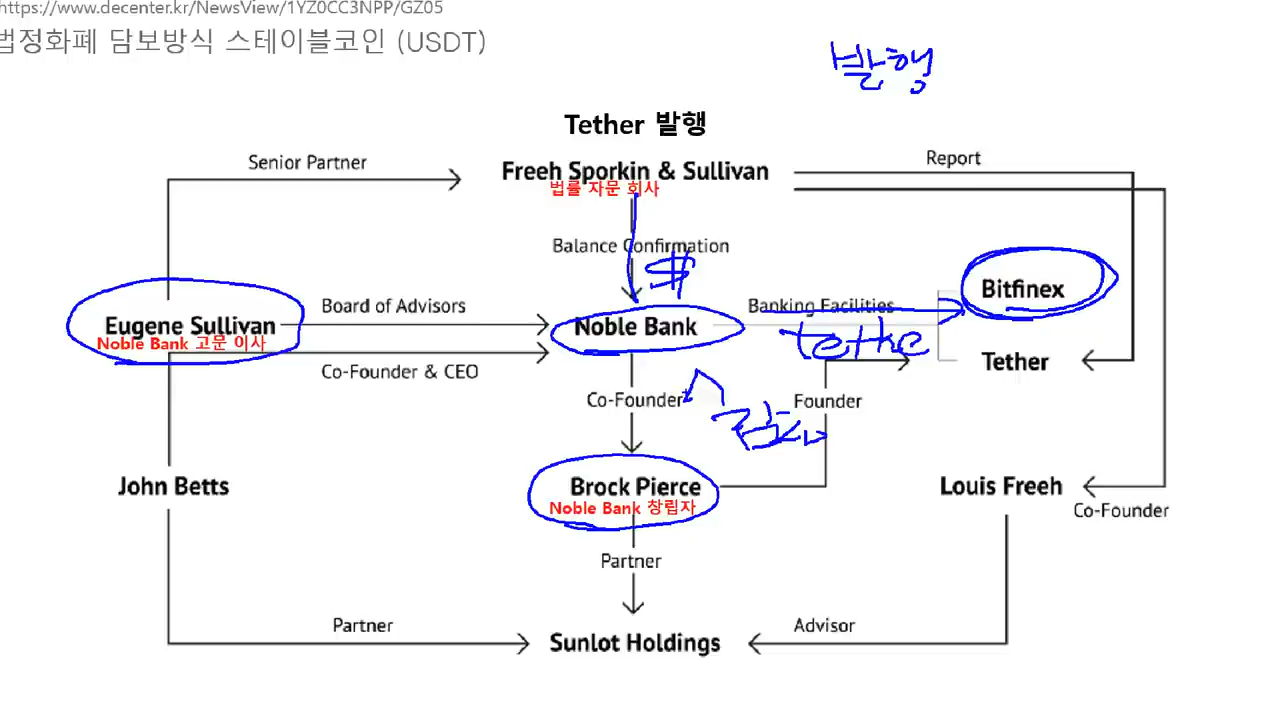 https://www.decenter.kr/NewsView/1YZ0CC3NPP/GZ05
법정화폐 담보방식 스테이블코인 (USDT)
발행
Tether 발행
Senior Partner
Freeh Sporkin & Sullivan
법률 자문 회사
Report
Balance Confirmation
$
Board of Advisors
Banking Facilities
Bitfinex
Eugene Sullivan
Noble Bank 고문 이사
Noble Bank
tethe
Tether
Co-Founder & CEO
Co-Founder
Founder
John Betts
Brock Pierce
Noble Bank 창립자
Louis Freeh
Co-Founder
Partner
Partner
Advisor
Sunlot Holdings